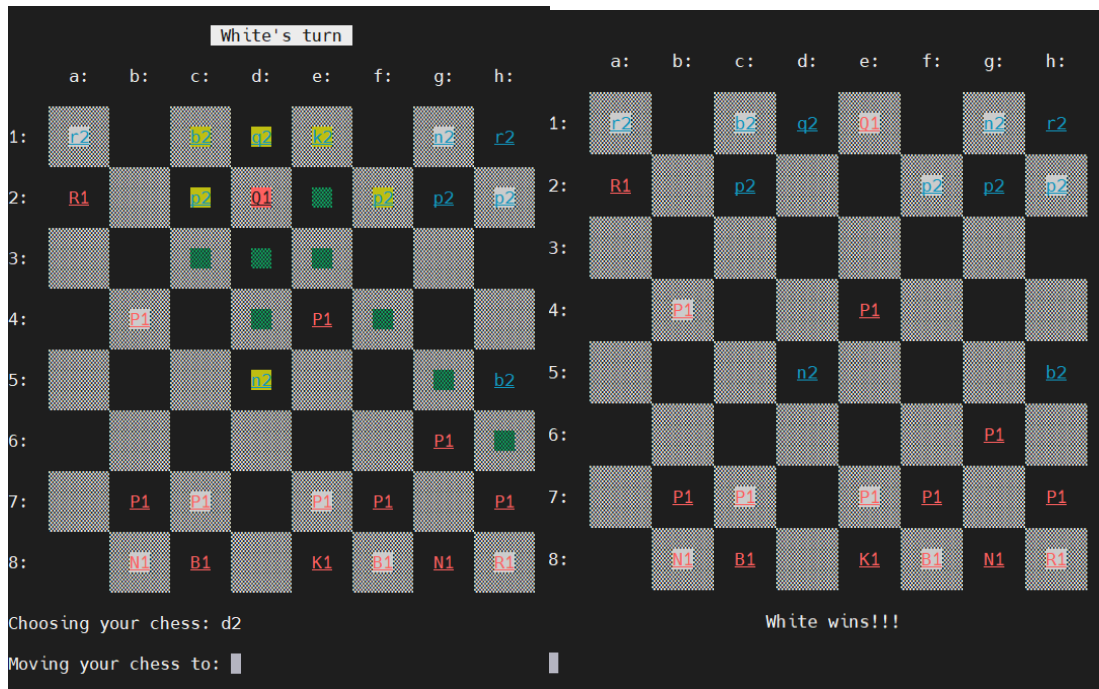 White's turn
a: b: c: d: e: f: g: h:
1: r2 b2 q2 k2 n2 r2
2: R1 p2 Q1 p2 p2 p2
3:
4: P1 P1
5: n2 b2
6: P1
7: P1 P1 P1 P1 P1
8: N1 B1 K1 B1 N1 R1
Choosing your chess: d2
Moving your chess to:
a: b: c: d: e: f: g: h:
1: r2 b2 q2 Q1 n2 r2
2: R1 p2 p2 p2 p2
3:
4: P1 P1
5: n2 b2
6: P1
7: P1 P1 P1 P1 P1
8: N1 B1 K1 B1 N1 R1
White wins!!!